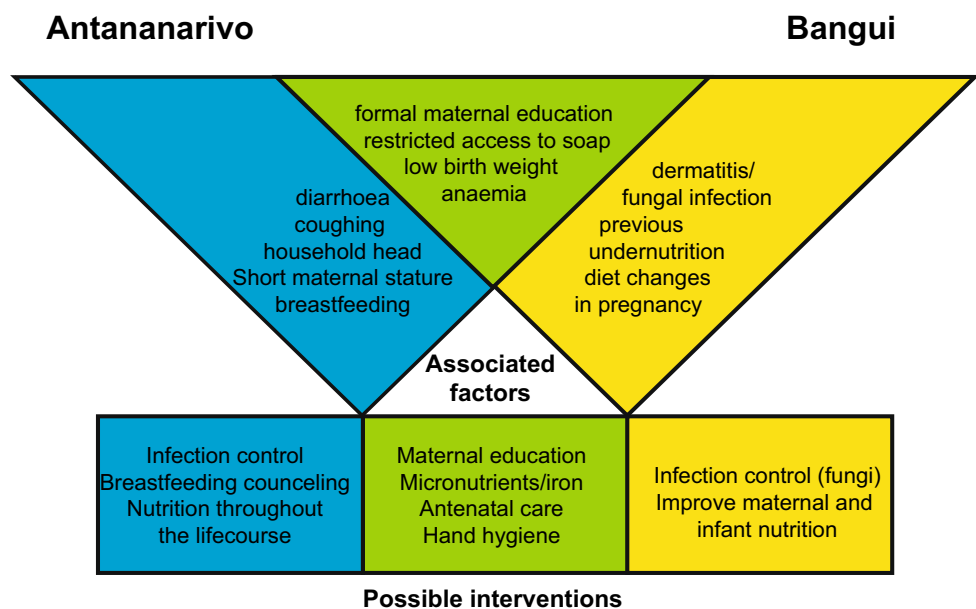 Antananarivo
Bangui
formal maternal education
restricted access to soap
low birth weight
anaemia
diarrhoea
coughing
household head
Short maternal stature
breastfeeding
dermatitis/
fungal infection
previous
undernutrition
diet changes
in pregnancy
Associated
factors
Infection control
Breastfeeding counceling
Nutrition throughout
the lifecourse
Maternal education
Micronutrients/iron
Antenatal care
Hand hygiene
Infection control (fungi)
Improve maternal and
infant nutrition
Possible interventions